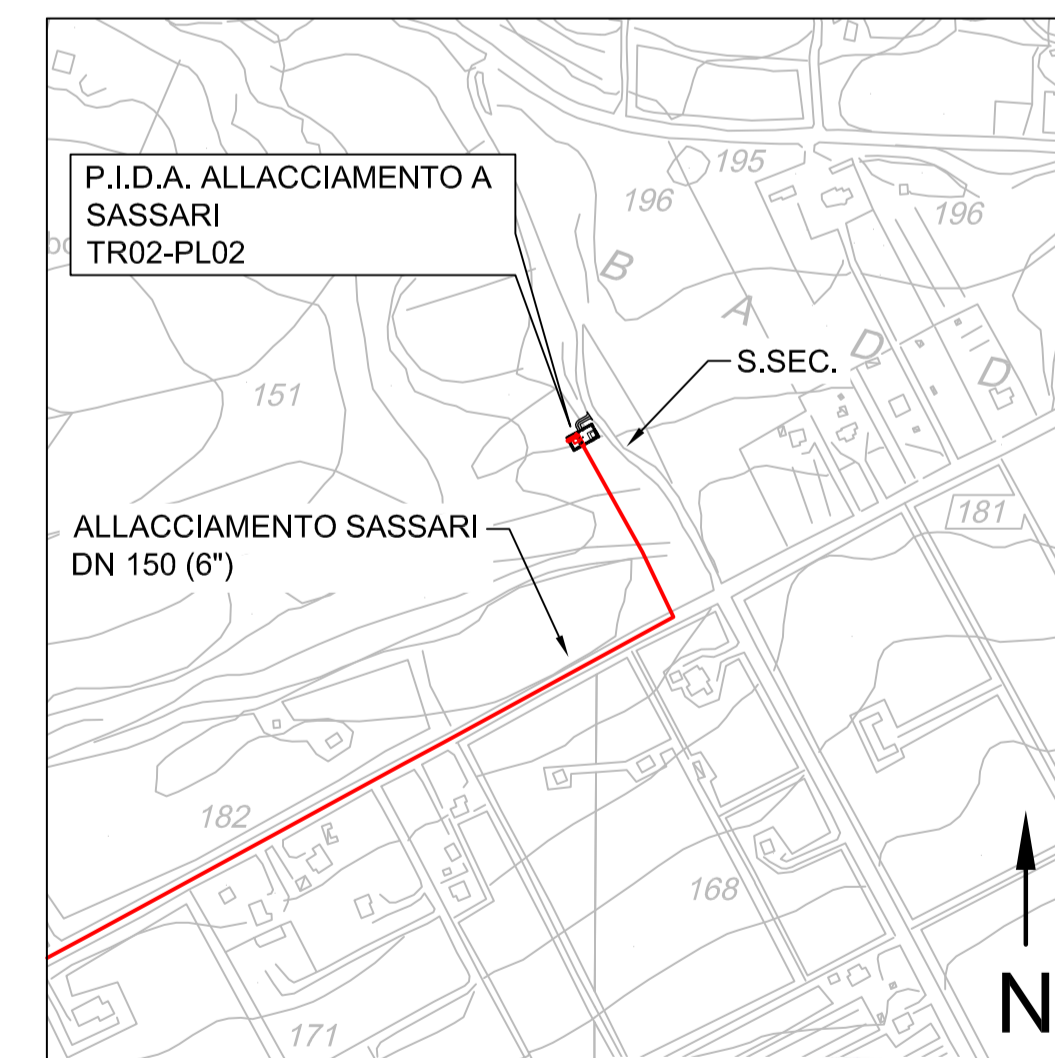 P.I.D.A. ALLACCIAMENTO A
SASSARI
TR02-PL02
195
196
196
B A D D
S.SEC.
151
181
ALLACCIAMENTO SASSARI
DN 150 (6")
182
168
171
N